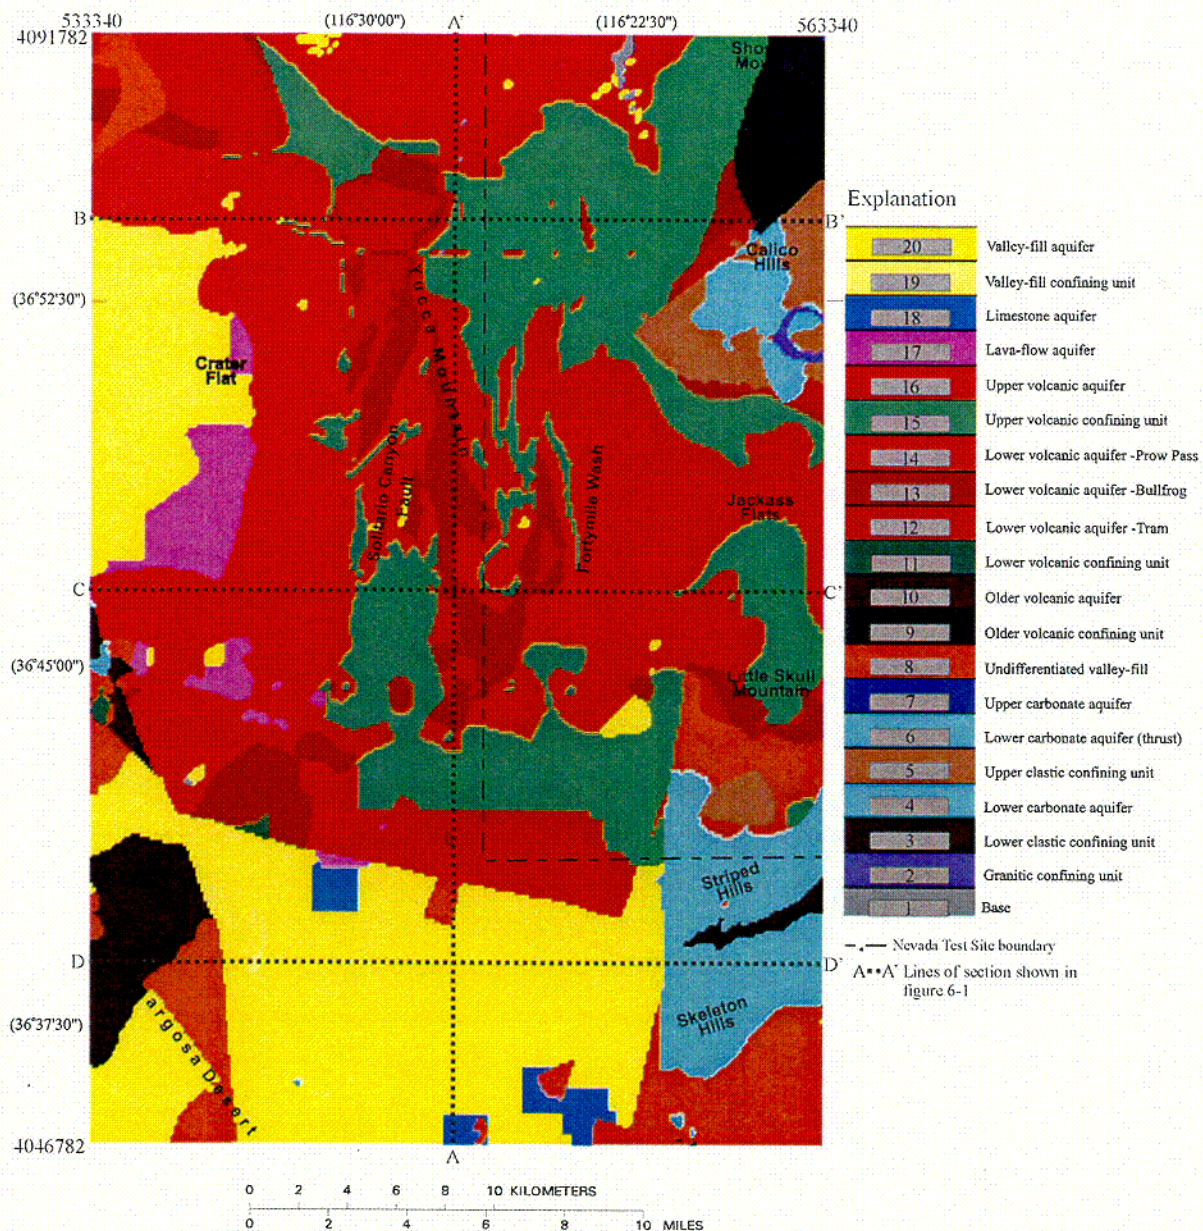 533340 (116°30'00") A' (116°22'30") 563340
4091782
Sho
Mou
Explanation
B B'
Calico
Hills
20 Valley-fill aquifer
19 Valley-fill confining unit
(36°52'30")
18 Limestone aquifer
Yucca Mountain
17 Lava-flow aquifer
Crater
Flat
16 Upper volcanic aquifer
15 Upper volcanic confining unit
14 Lower volcanic aquifer -Prow Pass
Solitario Canyon
Fault
Fortymile Wash
13 Lower volcanic aquifer -Bullfrog
Jackass
Flats
12 Lower volcanic aquifer -Tram
11 Lower volcanic confining unit
C C'
10 Older volcanic aquifer
9 Older volcanic confining unit
(36°45'00")
8 Undifferentiated valley-fill
Little Skull
Mountain
7 Upper carbonate aquifer
6 Lower carbonate aquifer (thrust)
5 Upper clastic confining unit
4 Lower carbonate aquifer
3 Lower clastic confining unit
Striped
Hills
2 Granitic confining unit
1 Base
Nevada Test Site boundary
D D'
A A' Lines of section shown in
figure 6-1
Skeleton
Hills
(36°37'30")
argosa Desert
4046782
A
0 2 4 6 8 10 KILOMETERS
0 2 4 6 8 10 MILES